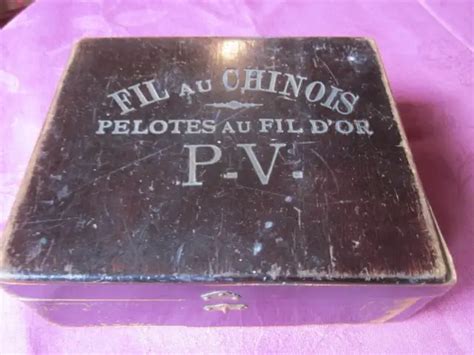 FIL AU CHINOIS
PELOTES AU FIL D'OR
P.V.